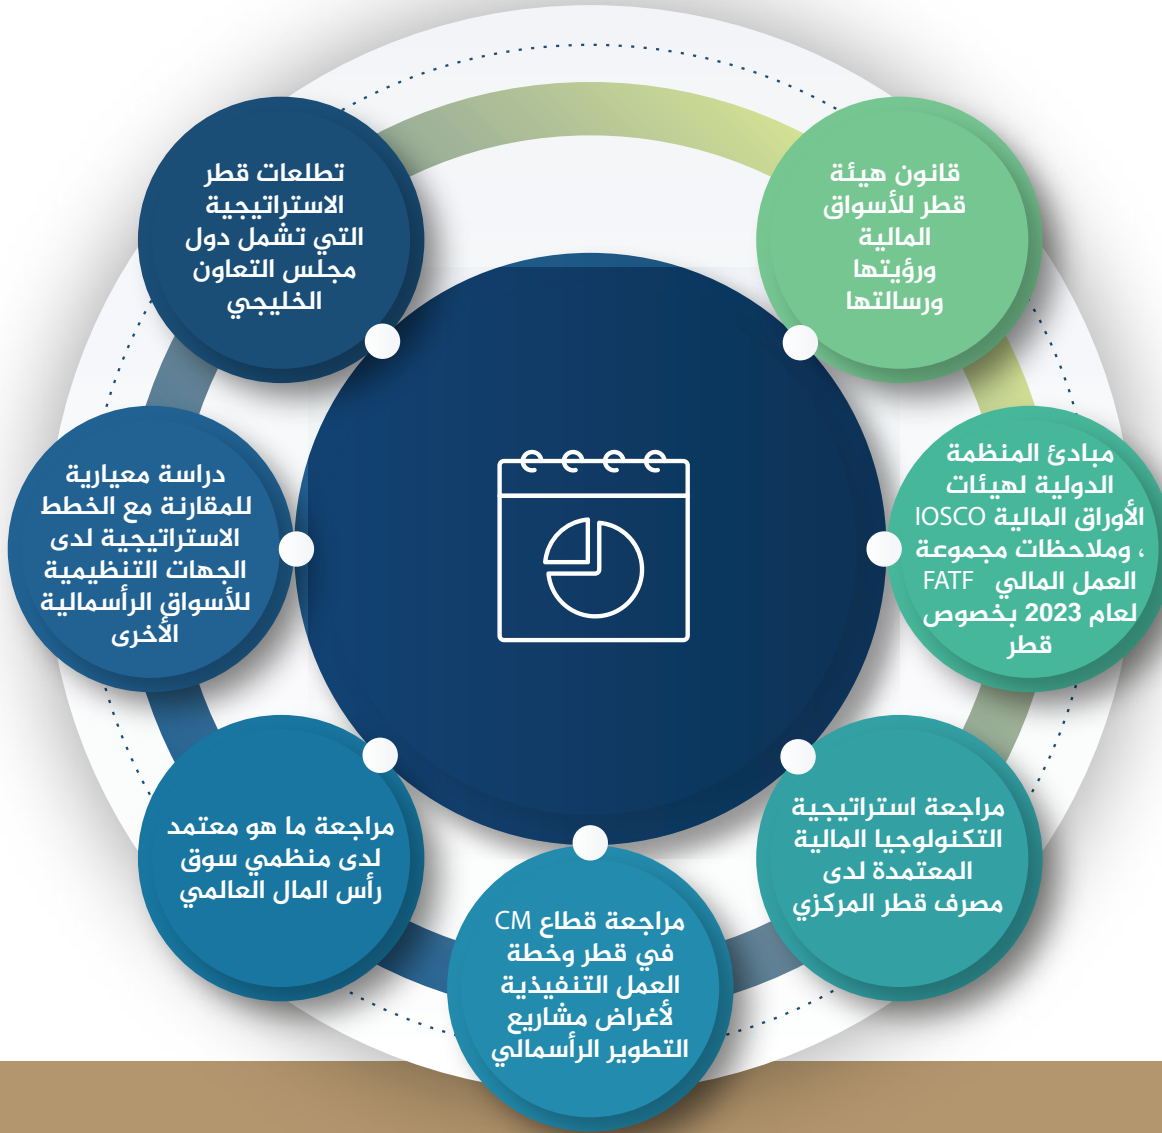 قانون هيئة
قطر للأسواق
المالية
ورؤيتها
ورسالتها
مبادئ المنظمة
الدولية لهيئات
الأوراق المالية IOSCO
، وملاحظات مجموعة
العمل المالي FATF
لعام 2023 بخصوص
قطر
مراجعة استراتيجية
التكنولوجيا المالية
المعتمدة لدى
مصرف قطر المركزي
مراجعة قطاع CM
في قطر وخطة
العمل التنفيذية
لأغراض مشاريع
التطوير الرأسمالي
مراجعة ما هو معتمد
لدى منظمي سوق
رأس المال العالمي
دراسة معيارية
للمقارنة مع الخطط
الاستراتيجية لدى
الجهات التنظيمية
للأسواق الرأسمالية
الأخرى
تطلعات قطر
الاستراتيجية
التي تشمل دول
مجلس التعاون
الخليجي